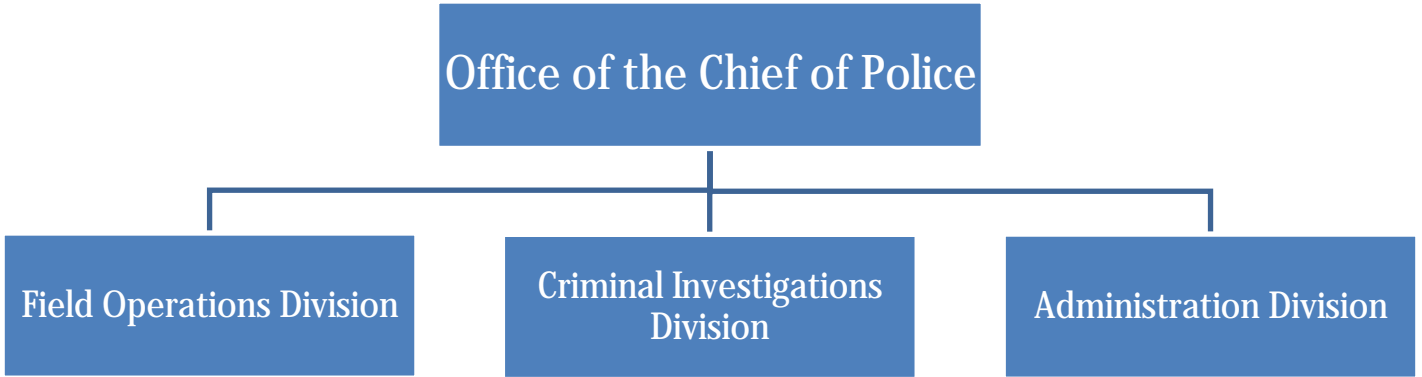 Office of the Chief of Police
Field Operations Division
Criminal Investigations
Division
Administration Division